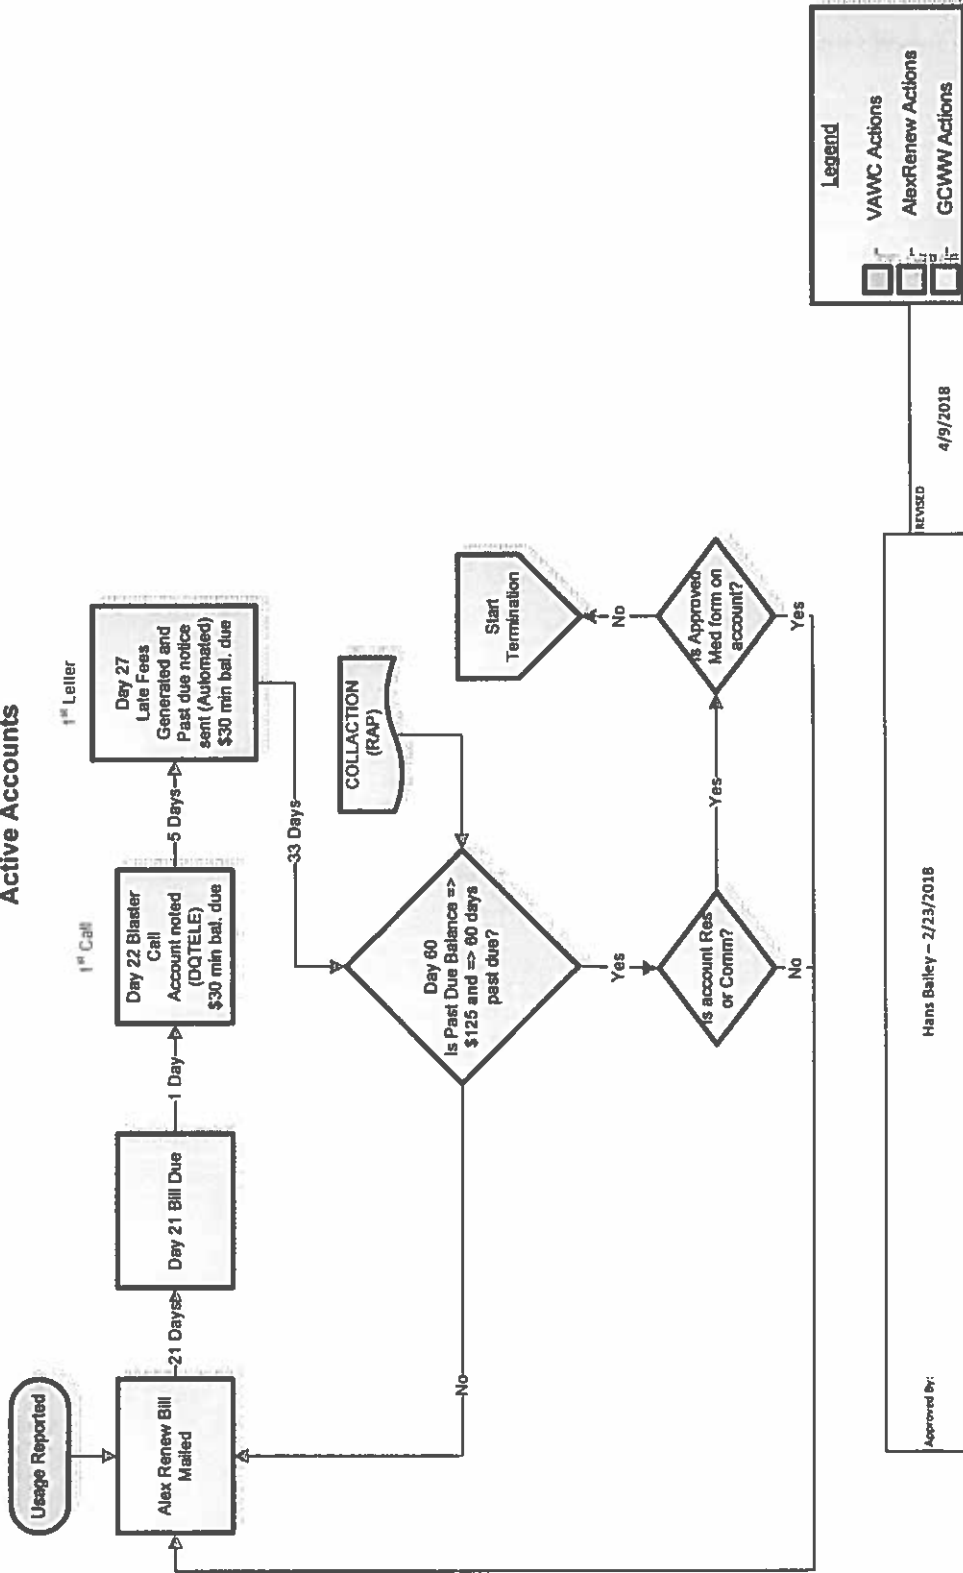 Active Accounts
Usage Reported
Alex Renew Bill
Mailed
21 Days
Day 21 Bill Due
1 Day
1st Call
Day 22 Blaster
Call
Account noted
(DQTELE)
$30 min bal. due
5 Days
1st Letter
Day 27
Late Fees
Generated and
Past due notice
sent (Automated)
$30 min bal. due
33 Days
COLLACTION
(RAP)
Day 60
Is Past Due Balance =>
$125 and => 60 days
past due?
No
Yes
Is account Res
or Comm?
No
Yes
Is Approved
Med form on
account?
No
Yes
Start
Termination
Legend
VAWC Actions
AlexRenew Actions
GCWW Actions
Approved By:
Hans Bailey – 2/23/2018
REVISED
4/9/2018